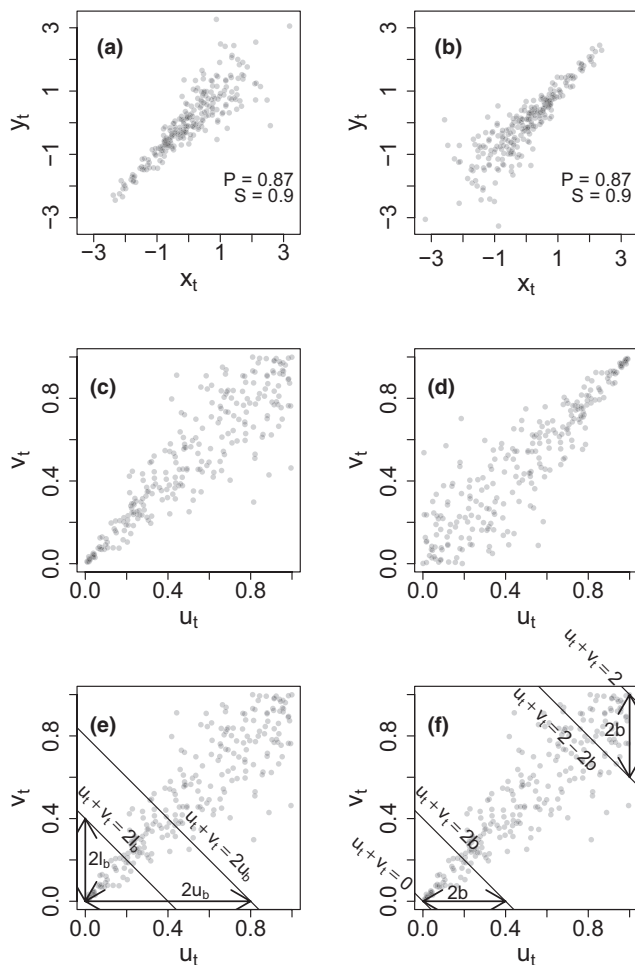 (a)
3
1
−1
−3
y_t
P = 0.87
S = 0.9
−3 −1 1 3
x_t
(b)
3
1
−1
−3
y_t
P = 0.87
S = 0.9
−3 −1 1 3
x_t
(c)
0.8
0.4
0.0
v_t
0.0 0.4 0.8
u_t
(d)
0.8
0.4
0.0
v_t
0.0 0.4 0.8
u_t
(e)
0.8
0.4
0.0
v_t
u_t + v_t = 2l_b
u_t + v_t = 2u_b
2l_b
2u_b
0.0 0.4 0.8
u_t
(f)
0.8
0.4
0.0
v_t
u_t + v_t = 2
u_t + v_t = 2 − 2b
2b
u_t + v_t = 2b
u_t + v_t = 0
2b
0.0 0.4 0.8
u_t